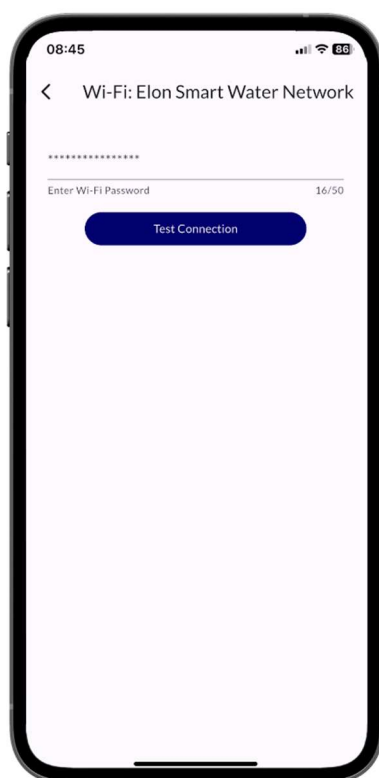 08:45
86
Wi-Fi: Elon Smart Water Network
****************
Enter Wi-Fi Password 16/50
Test Connection